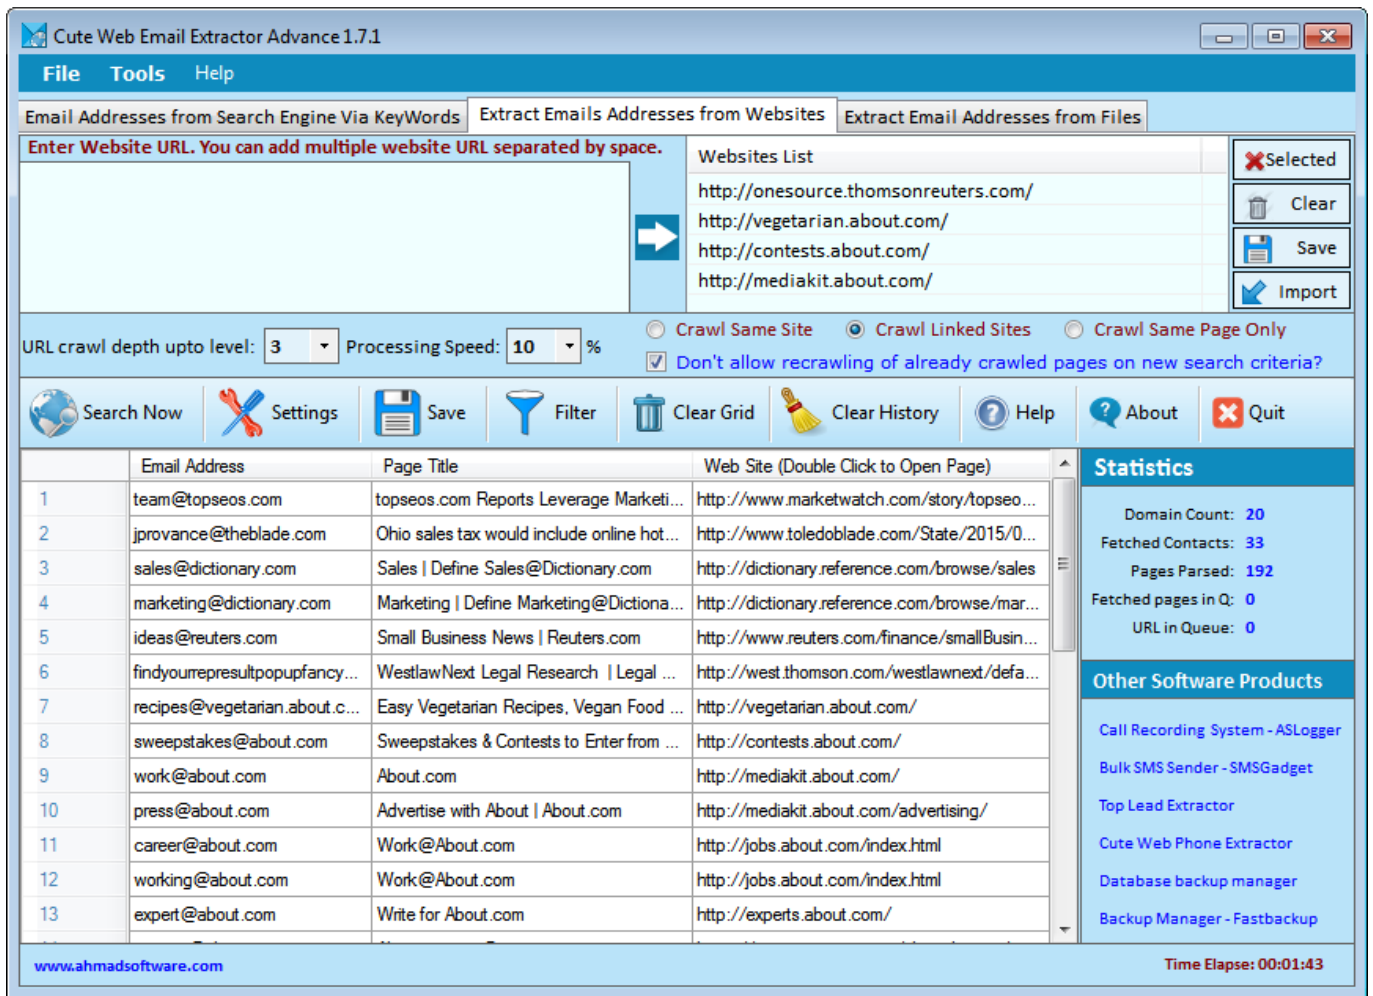 Cute Web Email Extractor Advance 1.7.1
File Tools Help
Email Addresses from Search Engine Via KeyWords Extract Emails Addresses from Websites Extract Email Addresses from Files
Enter Website URL. You can add multiple website URL separated by space.
Websites List
http://onesource.thomsonreuters.com/
http://vegetarian.about.com/
http://contests.about.com/
http://mediakit.about.com/
Selected
Clear
Save
Import
URL crawl depth upto level: 3 Processing Speed: 10 %
Crawl Same Site Crawl Linked Sites Crawl Same Page Only
Don't allow recrawling of already crawled pages on new search criteria?
Search Now Settings Save Filter Clear Grid Clear History Help About Quit
Email Address Page Title Web Site (Double Click to Open Page)
1 team@topseos.com topseos.com Reports Leverage Marketi... http://www.marketwatch.com/story/topseo...
2 jprovance@theblade.com Ohio sales tax would include online hot... http://www.toledoblade.com/State/2015/0...
3 sales@dictionary.com Sales | Define Sales@Dictionary.com http://dictionary.reference.com/browse/sales
4 marketing@dictionary.com Marketing | Define Marketing@Dictiona... http://dictionary.reference.com/browse/mar...
5 ideas@reuters.com Small Business News | Reuters.com http://www.reuters.com/finance/smallBusin...
6 findyourrepresultpopupfancy... WestlawNext Legal Research | Legal ... http://west.thomson.com/westlawnext/defa...
7 recipes@vegetarian.about.c... Easy Vegetarian Recipes, Vegan Food ... http://vegetarian.about.com/
8 sweepstakes@about.com Sweepstakes & Contests to Enter from ... http://contests.about.com/
9 work@about.com About.com http://mediakit.about.com/
10 press@about.com Advertise with About | About.com http://mediakit.about.com/advertising/
11 career@about.com Work@About.com http://jobs.about.com/index.html
12 working@about.com Work@About.com http://jobs.about.com/index.html
13 expert@about.com Write for About.com http://experts.about.com/
Statistics
Domain Count: 20
Fetched Contacts: 33
Pages Parsed: 192
Fetched pages in Q: 0
URL in Queue: 0
Other Software Products
Call Recording System - ASLogger
Bulk SMS Sender - SMSGadget
Top Lead Extractor
Cute Web Phone Extractor
Database backup manager
Backup Manager - Fastbackup
www.ahmadsoftware.com
Time Elapse: 00:01:43